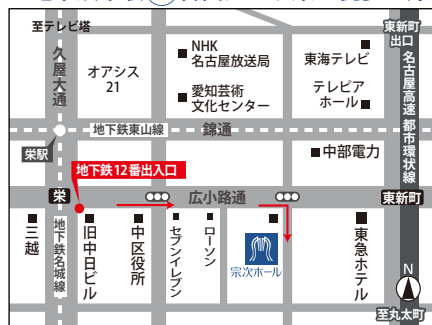 至テレビ塔
久屋大通
オアシス
21
NHK
名古屋放送局
愛知芸術
文化センター
東海テレビ
テレピア
ホール
東新町
出口
名古屋高速 都市環状線
地下鉄東山線
錦通
栄駅
中部電力
地下鉄12番出入口
栄
広小路通
東新町
三越
地下鉄名城線
旧中日ビル
中区役所
セブンイレブン
ローソン
宗次ホール
東急ホテル
N
至丸太町